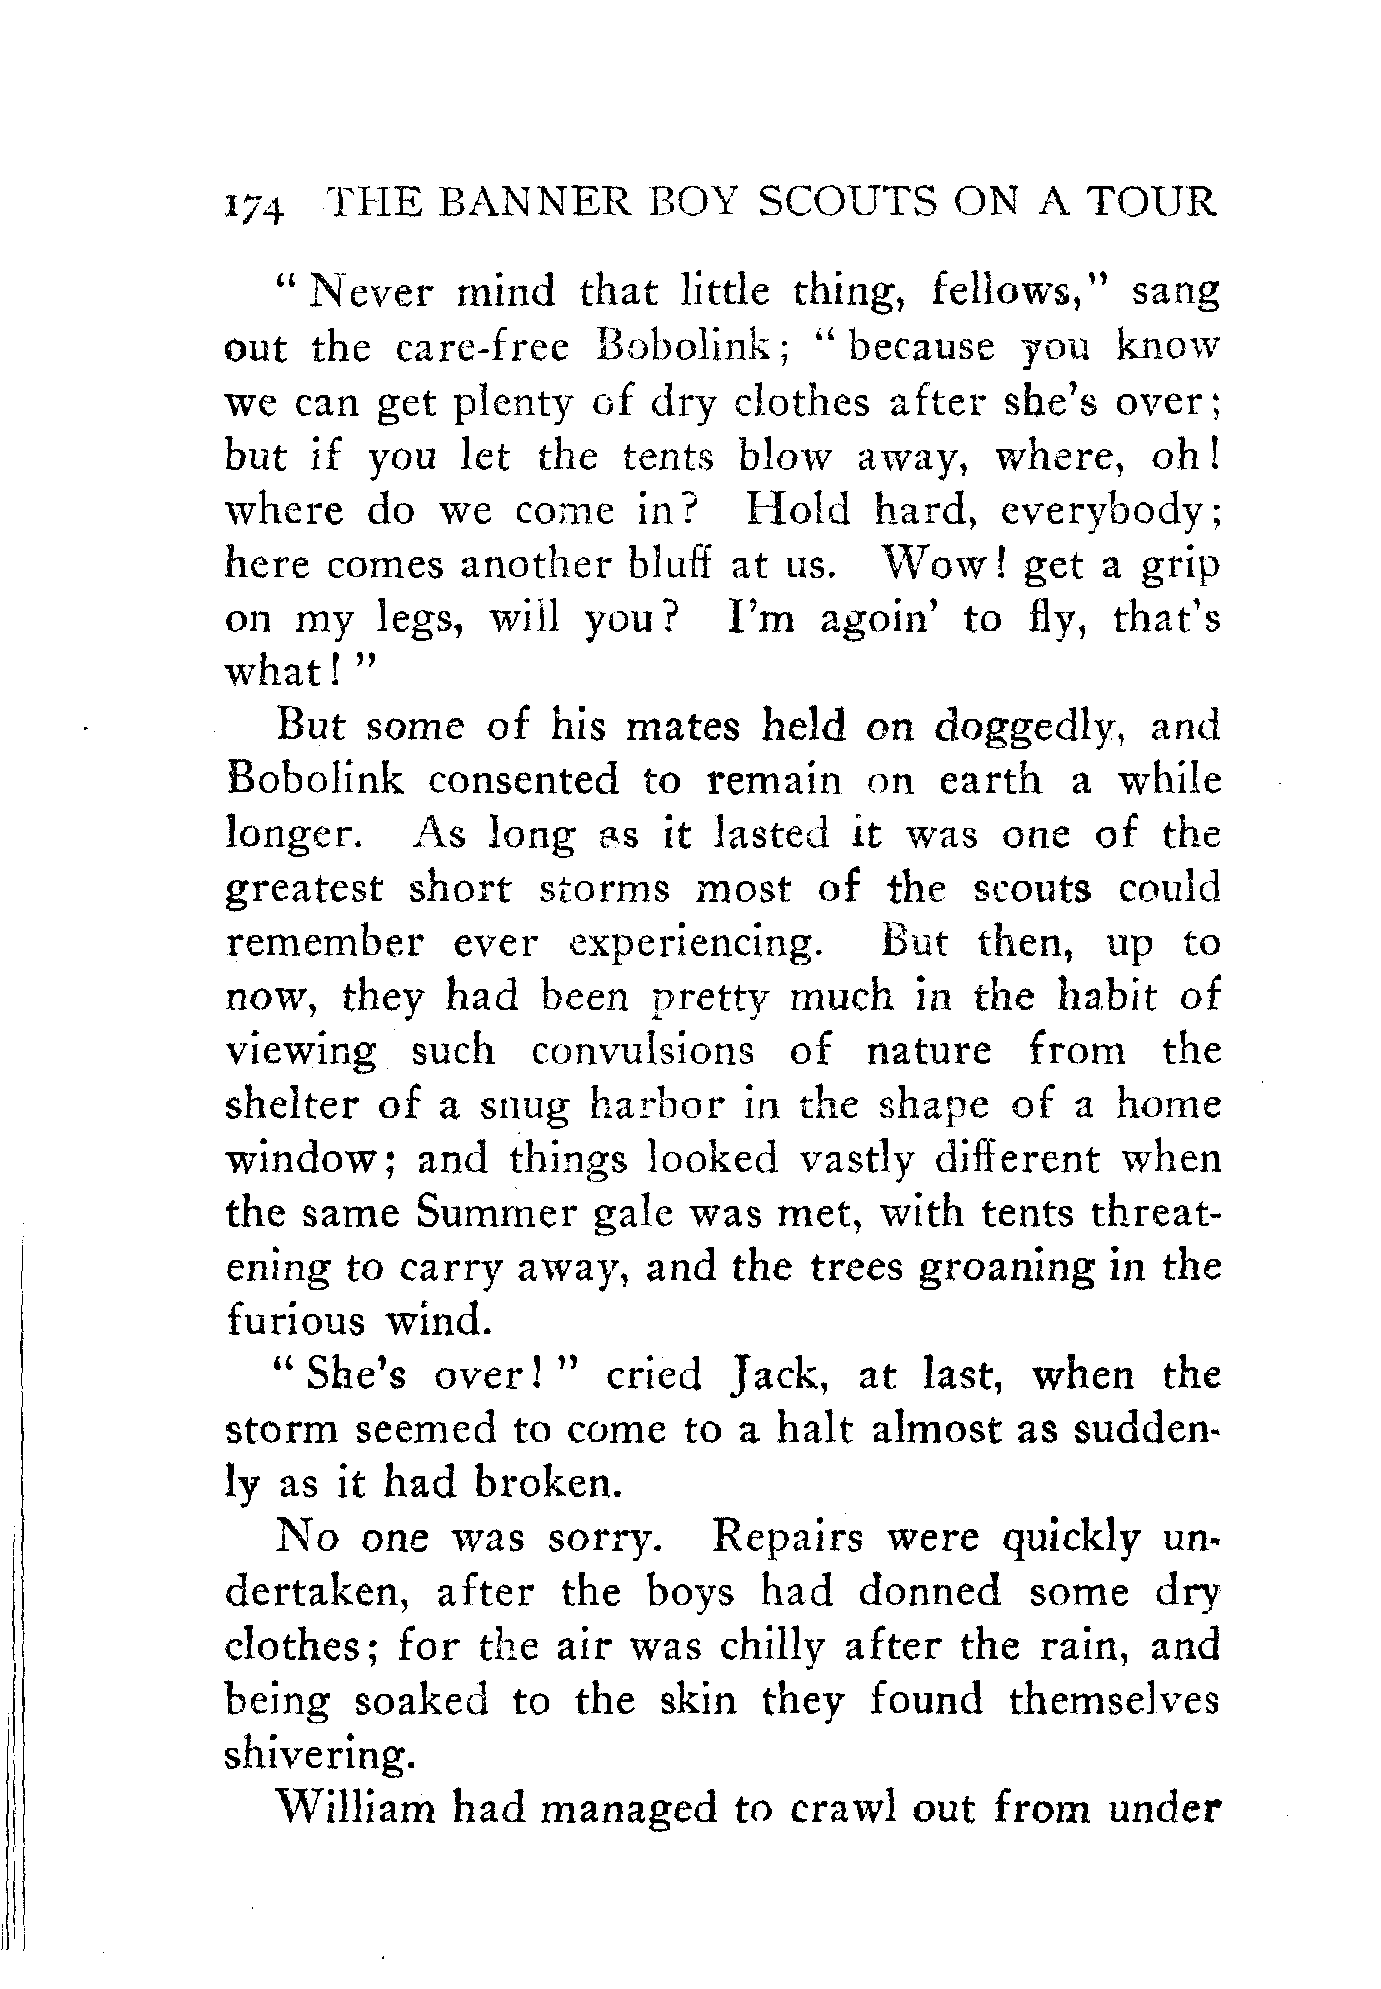 174 THE BANNER BOY SCOUTS ON A TOUR
" Never mind that little thing, fellows," sang
out the care-free Bobolink; " because you know
we can get plenty of dry clothes after she's over;
but if you let the tents blow away, where, oh!
where do we come in? Hold hard, everybody;
here comes another bluff at us. Wow! get a grip
on my legs, will you? I'm agoin' to fly, that's
what! "
But some of his mates held on doggedly, and
Bobolink consented to remain on earth a while
longer. As long as it lasted it was one of the
greatest short storms most of the scouts could
remember ever experiencing. But then, up to
now, they had been pretty much in the habit of
viewing such convulsions of nature from the
shelter of a snug harbor in the shape of a home
window; and things looked vastly different when
the same Summer gale was met, with tents threat-
ening to carry away, and the trees groaning in the
furious wind.
" She's over! " cried Jack, at last, when the
storm seemed to come to a halt almost as sudden-
ly as it had broken.
No one was sorry. Repairs were quickly un-
dertaken, after the boys had donned some dry
clothes; for the air was chilly after the rain, and
being soaked to the skin they found themselves
shivering.
William had managed to crawl out from under